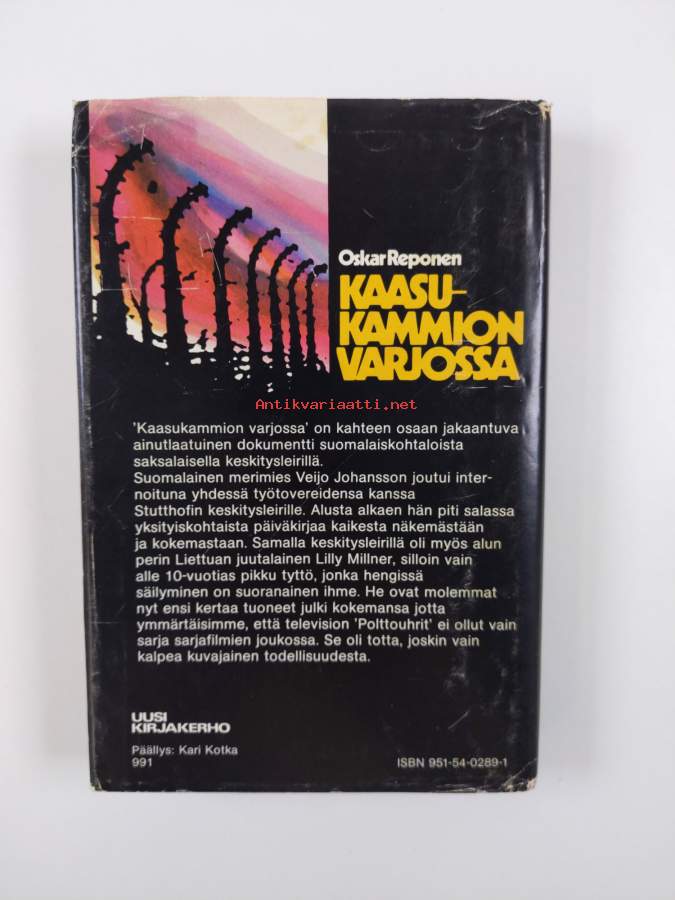 Oskar Reponen
KAASU-
KAMMION
VARJOSSA
Antikvariaatti.net
'Kaasukammion varjossa' on kahteen osaan jakaantuva
ainutlaatuinen dokumentti suomalaiskohtaloista
saksalaisella keskitysleirillä.
Suomalainen merimies Veijo Johansson joutui inter-
noituna yhdessä työtovereidensa kanssa
Stutthofin keskitysleirille. Alusta alkaen hän piti salassa
yksityiskohtaista päiväkirjaa kaikesta näkemästään
ja kokemastaan. Samalla keskitysleirillä oli myös alun
perin Liettuan juutalainen Lilly Millner, silloin vain
alle 10-vuotias pikku tyttö, jonka hengissä
säilyminen on suoranainen ihme. He ovat molemmat
nyt ensi kertaa tuoneet julki kokemansa jotta
ymmärtäisimme, että television 'Polttouhrit' ei ollut vain
sarja sarjafilmien joukossa. Se oli totta, joskin vain
kalpea kuvajainen todellisuudesta.
UUSI
KIRJAKERHO
Päällys: Kari Kotka
991
ISBN 951-54-0289-1